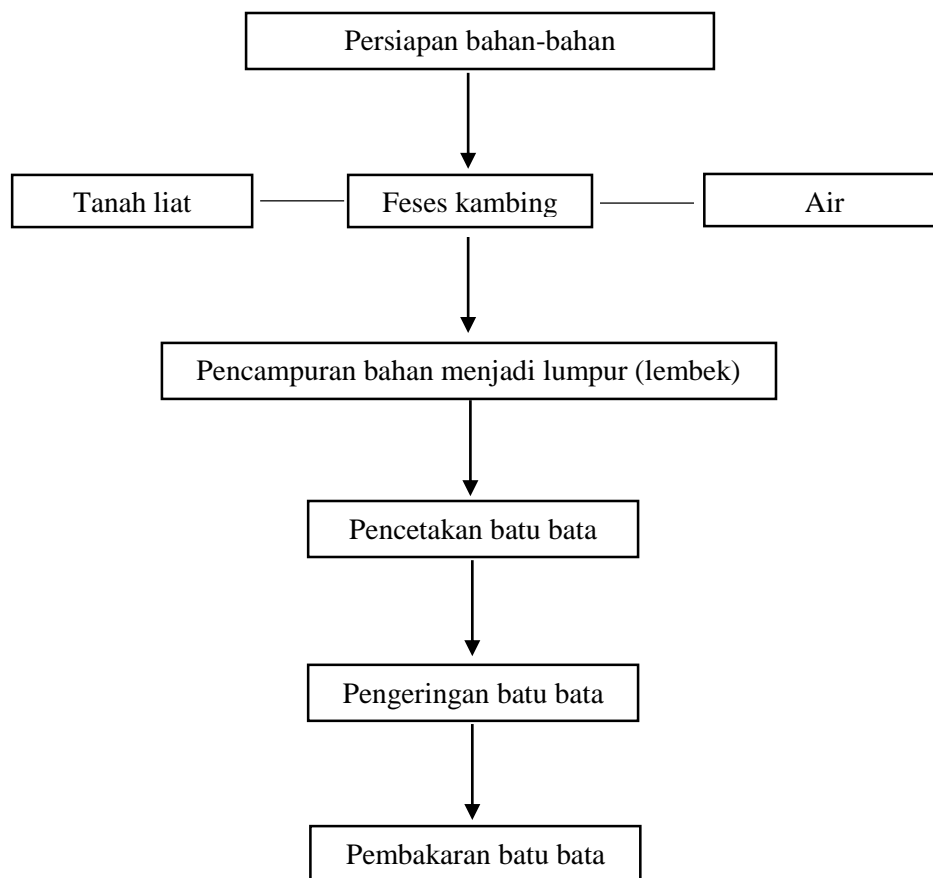 Persiapan bahan-bahan
Tanah liat
Feses kambing
Air
Pencampuran bahan menjadi lumpur (lembek)
Pencetakan batu bata
Pengeringan batu bata
Pembakaran batu bata